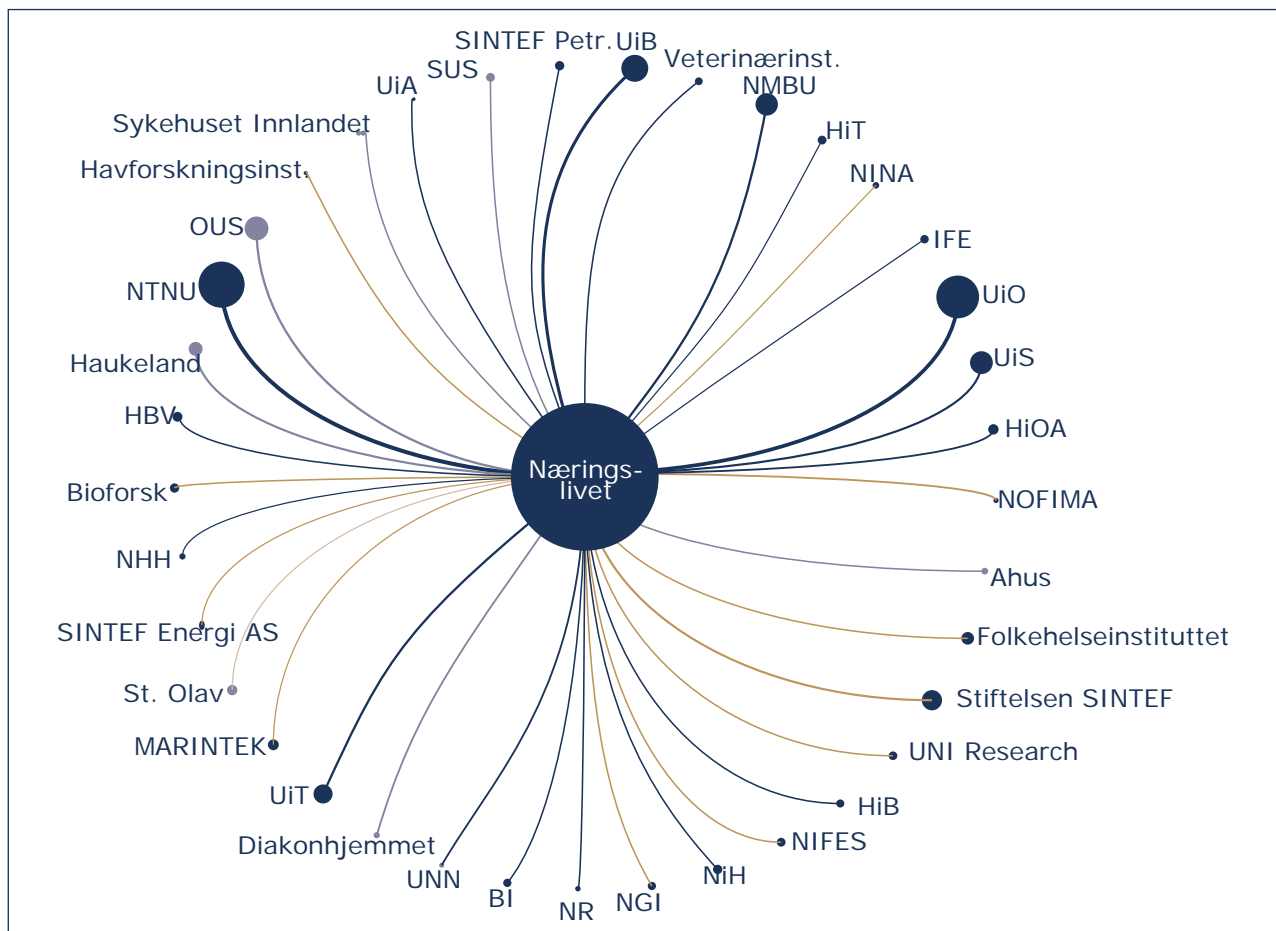 SINTEF Petr.
UiB
SUS
Veterinærinst.
UiA
NMBU
Sykehuset Innlandet
HiT
Havforskningsinst.
NINA
OUS
IFE
NTNU
UiO
Haukeland
UiS
HBV
HiOA
Nærings-
livet
Bioforsk
NOFIMA
NHH
Ahus
SINTEF Energi AS
Folkehelseinstituttet
St. Olav
Stiftelsen SINTEF
MARINTEK
UNI Research
UiT
HiB
Diakonhjemmet
NIFES
UNN
NiH
BI
NR
NGI